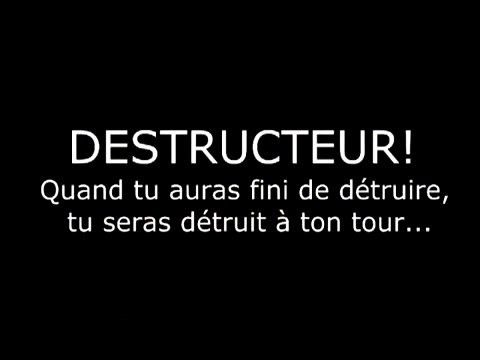 DESTRUCTEUR!
Quand tu auras fini de détruire,
tu seras détruit à ton tour...